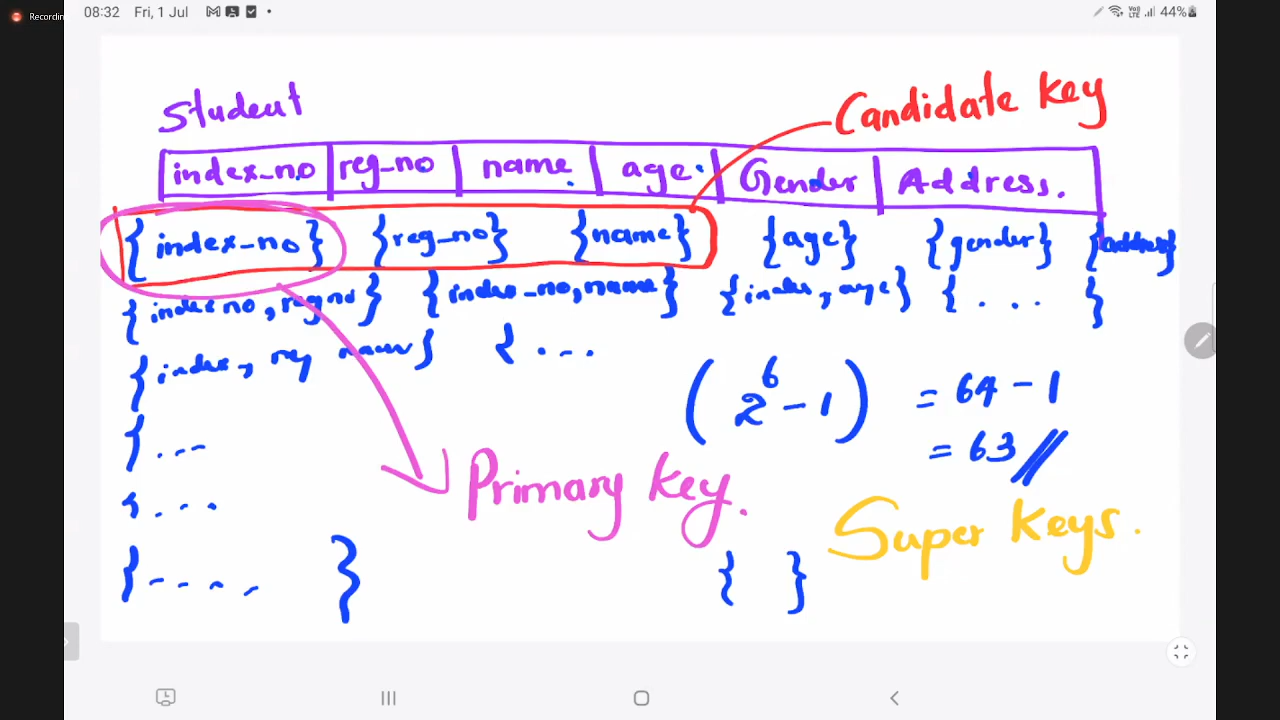 Recordin
08:32 Fri, 1 Jul 44%
Student
Candidate key
index_no reg_no name age Gender Address.
{index_no} {reg_no} {name} {age} {gender} {address}
{index no, reg no} {index_no, name} {index, age} {... }
{index, reg name} {...
(2^6 - 1) = 64 - 1
{...
= 63//
Primary key.
{...
Super keys.
{.... } { }